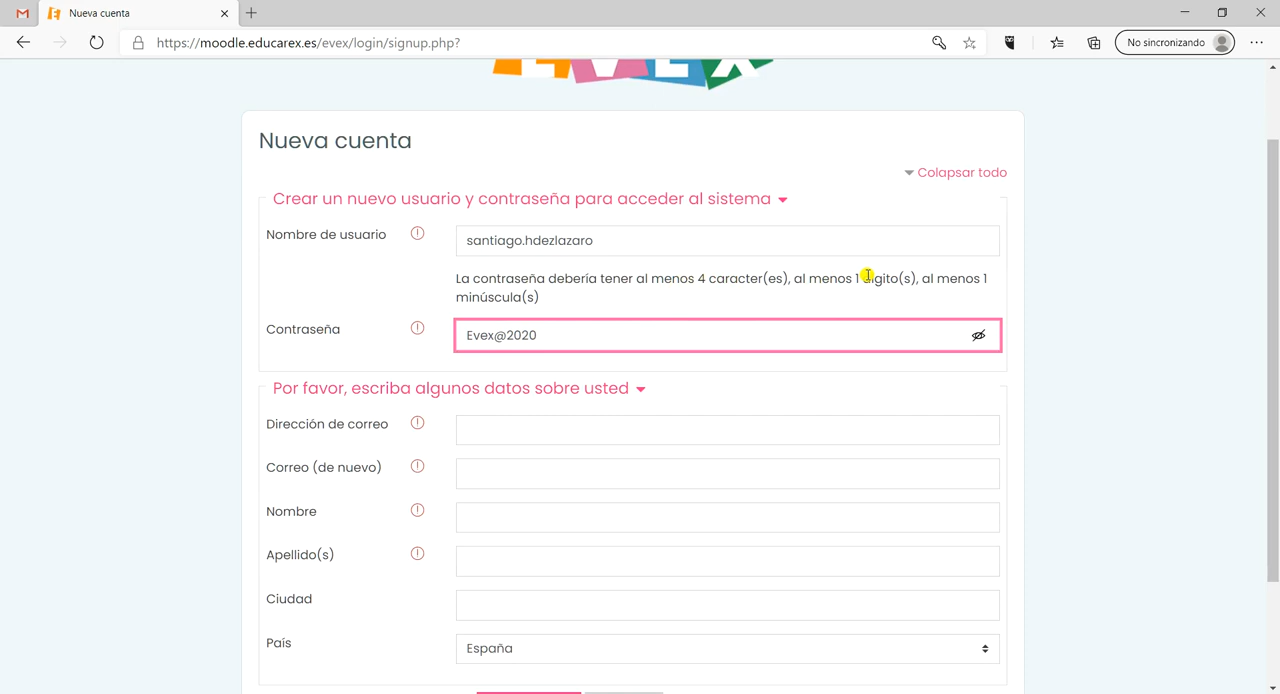 Nueva cuenta
https://moodle.educarex.es/evex/login/signup.php?
No sincronizando
EVEX
Nueva cuenta
Colapsar todo
Crear un nuevo usuario y contraseña para acceder al sistema
Nombre de usuario
santiago.hdezlazaro
La contraseña debería tener al menos 4 caracter(es), al menos 1 dígito(s), al menos 1
minúscula(s)
Contraseña
Evex@2020
Por favor, escriba algunos datos sobre usted
Dirección de correo
Correo (de nuevo)
Nombre
Apellido(s)
Ciudad
País
España